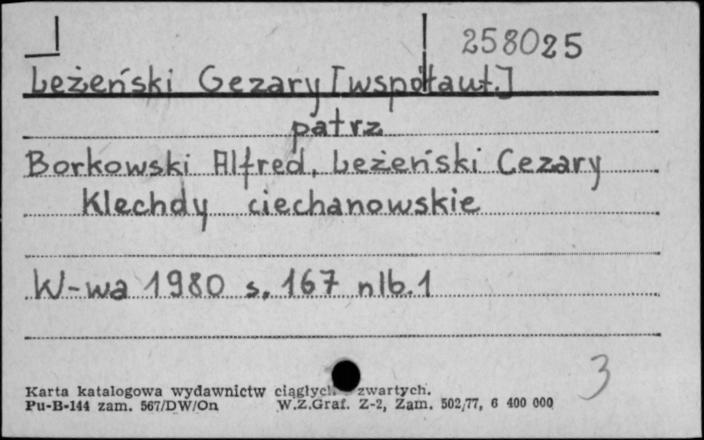 258025
Leżeński Cezary [współaut.]
patrz
Borkowski Alfred, Leżeński Cezary
Klechdy ciechanowskie
W-wa 1980 s. 167 nlb. 1
3
Karta katalogowa wydawnictw ciągłych zwartych.
Pu-B-144 zam. 567/DW/On W.Z.Graf. Z-2, Zam. 502/77, 6 400 000